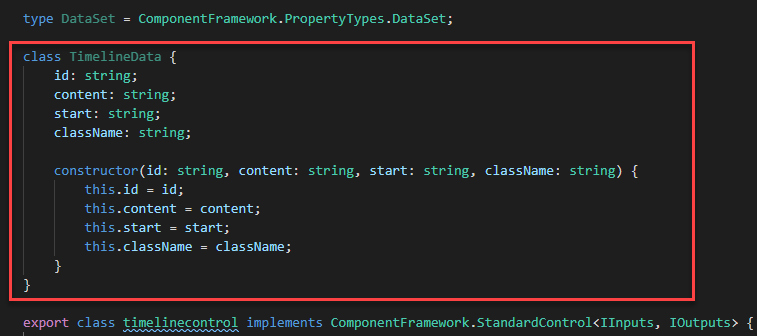 type DataSet = ComponentFramework.PropertyTypes.DataSet;
class TimelineData {
    id: string;
    content: string;
    start: string;
    className: string;
    constructor(id: string, content: string, start: string, className: string) {
        this.id = id;
        this.content = content;
        this.start = start;
        this.className = className;
    }
}
export class timelinecontrol implements ComponentFramework.StandardControl<IInputs, IOutputs> {